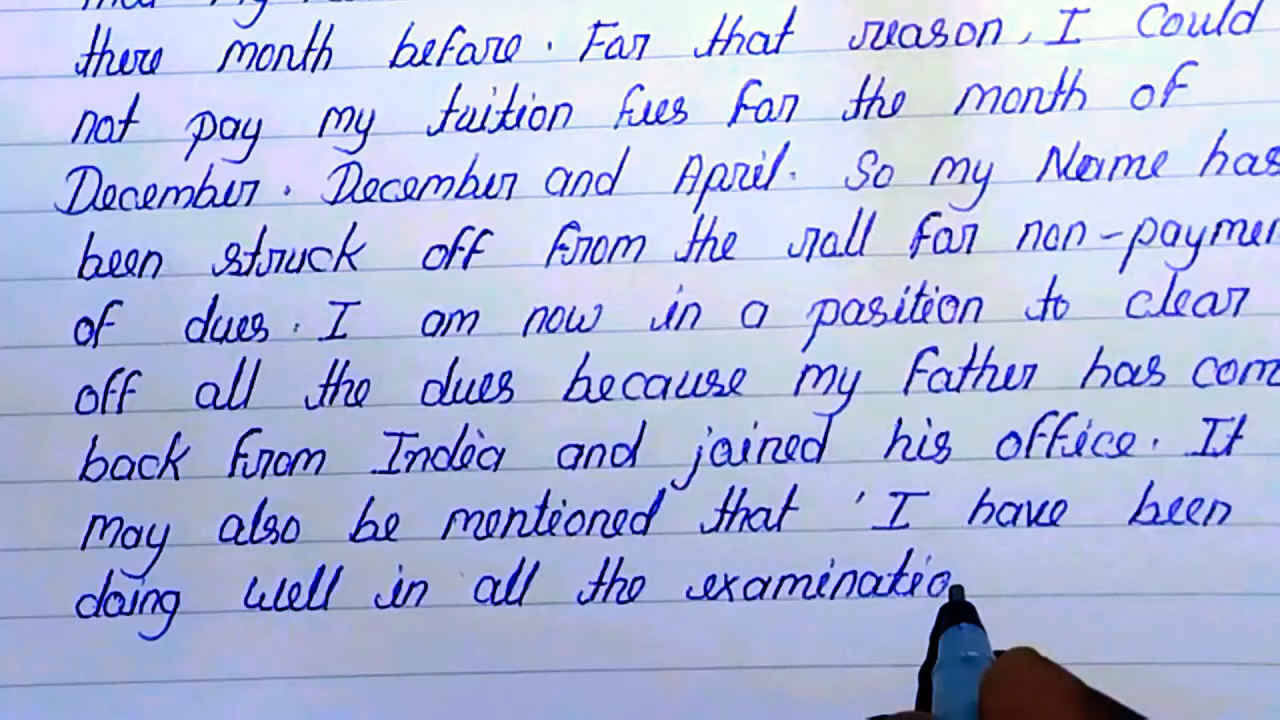 there month before. For that reason, I Could
not pay my tuition fees for the month of
December. December and April. So my Name has
been struck off from the roll for non-paymen
of dues. I am now in a position to clear
off all the dues because my Father has com
back from India and joined his office. It
may also be mentioned that 'I have been
doing well in all the examinatio